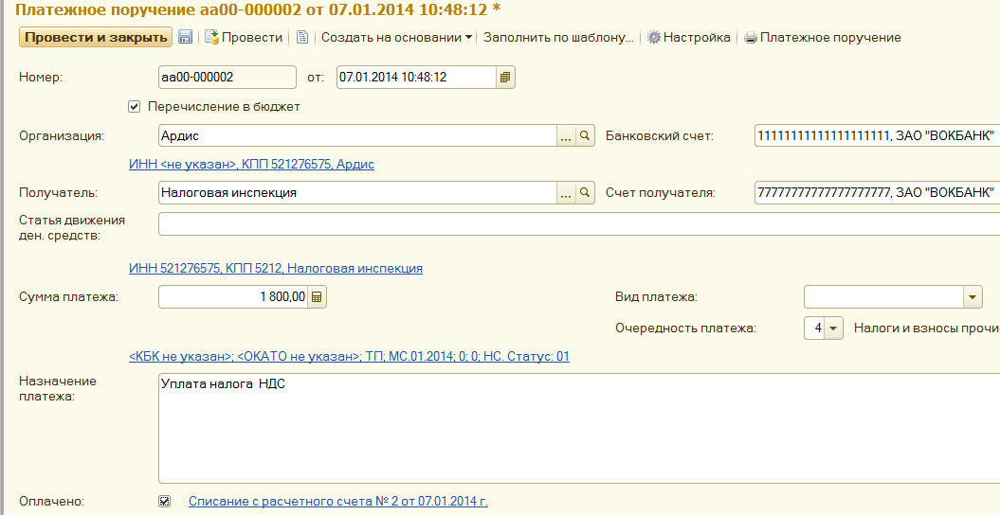 Платежное поручение аа00-000002 от 07.01.2014 10:48:12 *
Провести и закрыть Провести Создать на основании Заполнить по шаблону... Настройка Платежное поручение
Номер: аа00-000002 от: 07.01.2014 10:48:12
Перечисление в бюджет
Организация: Ардис ... Банковский счет: 11111111111111111111, ЗАО "ВОКБАНК"
ИНН <не указан>, КПП 521276575, Ардис
Получатель: Налоговая инспекция ... Счет получателя: 77777777777777777777, ЗАО "ВОКБАНК"
Статья движения
ден. средств:
ИНН 521276575, КПП 5212, Налоговая инспекция
Сумма платежа: 1 800,00 Вид платежа:
Очередность платежа: 4 Налоги и взносы прочи
<КБК не указан>; <ОКАТО не указан>; ТП; МС.01.2014; 0; 0; НС. Статус: 01
Назначение
платежа:
Уплата налога НДС
Оплачено: Списание с расчетного счета № 2 от 07.01.2014 г.